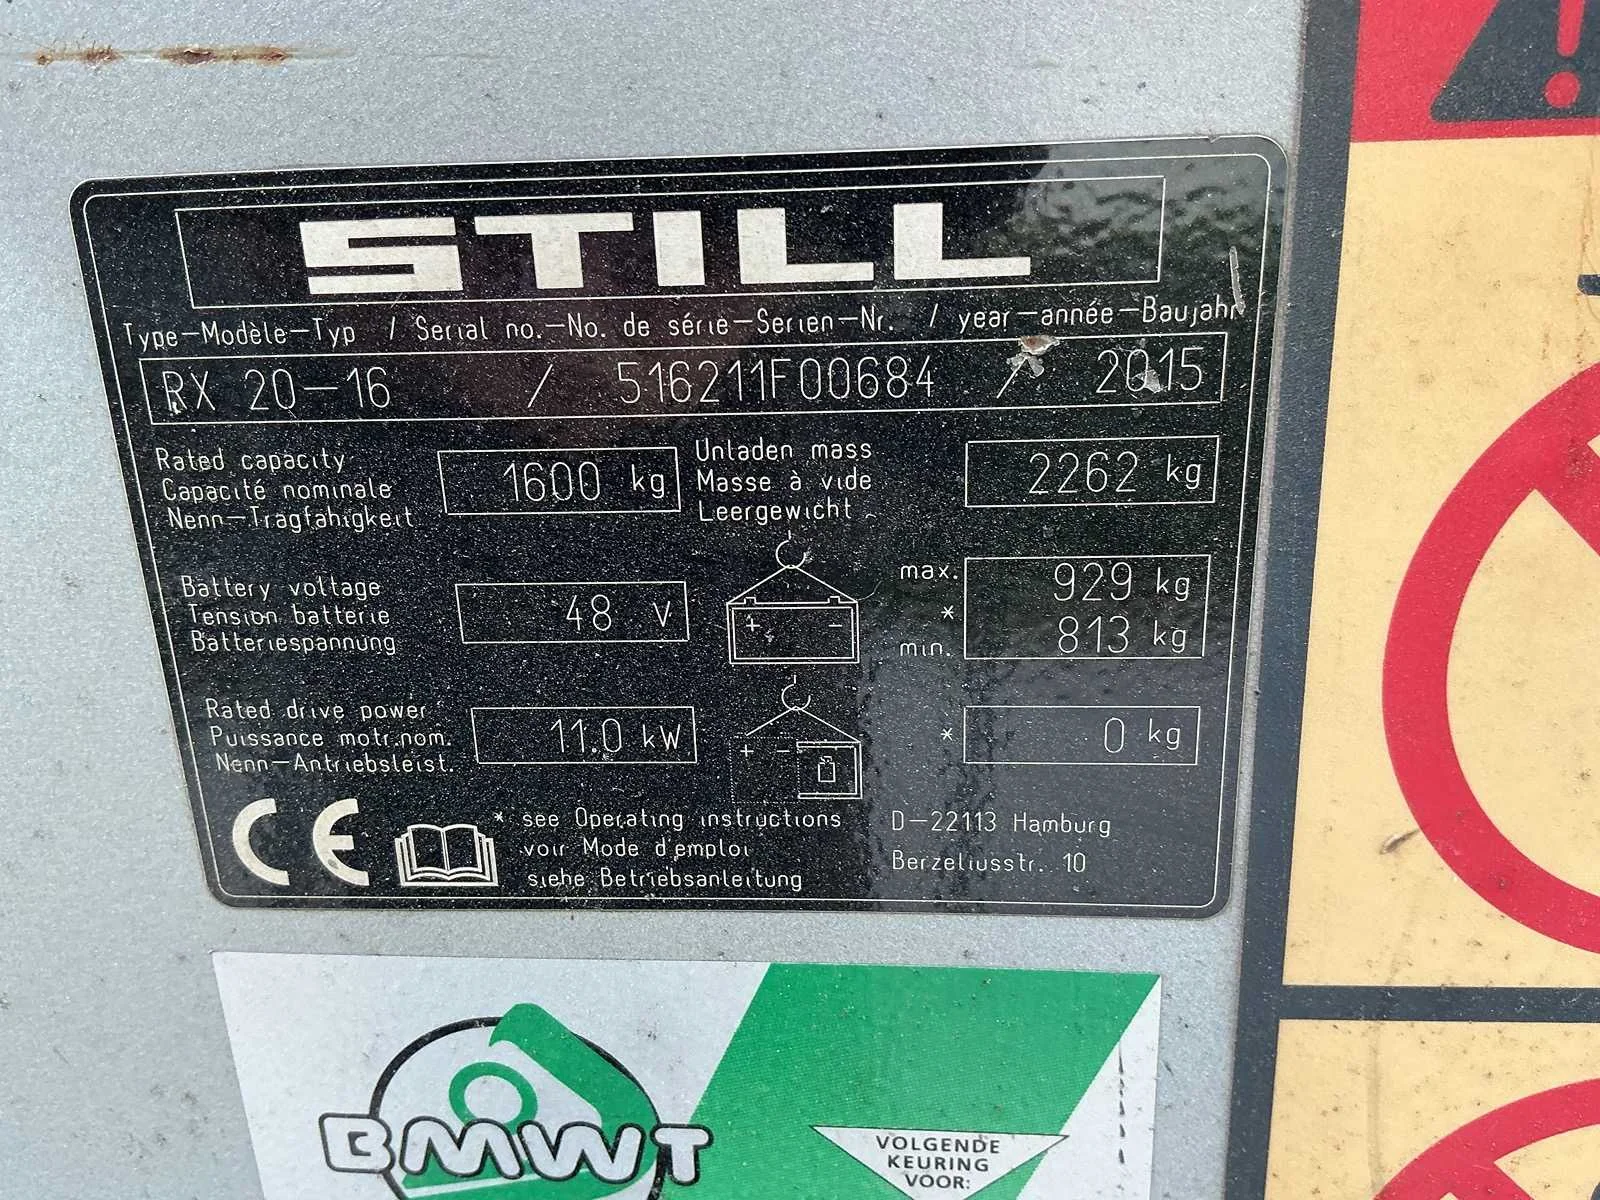 STILL
Type-Modèle-Typ / Serial no.-No. de série-Serien-Nr. / year-année-Baujahr
RX 20-16 / 516211F00684 / 2015
Rated capacity
Capacité nominale
Nenn-Tragfähigkeit
1600 kg
Unladen mass
Masse à vide
Leergewicht
2262 kg
Battery voltage
Tension batterie
Batteriespannung
48 V
+ -
max. 929 kg
*
min. 813 kg
Rated drive power
Puissance motr.nom.
Nenn-Antriebsleist.
11.0 kW
+ -
* 0 kg
CE
* see Operating instructions
voir Mode d'emploi
siehe Betriebsanleitung
D-22113 Hamburg
Berzeliusstr. 10
BMWT
VOLGENDE
KEURING
VOOR: